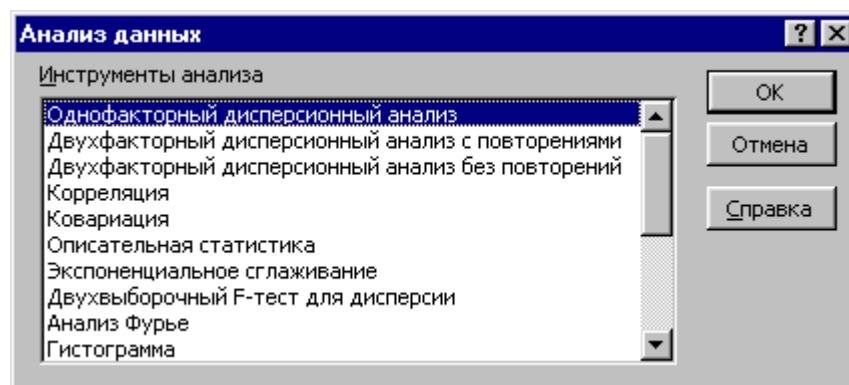 Анализ данных
Инструменты анализа
Однофакторный дисперсионный анализ
Двухфакторный дисперсионный анализ с повторениями
Двухфакторный дисперсионный анализ без повторений
Корреляция
Ковариация
Описательная статистика
Экспоненциальное сглаживание
Двухвыборочный F-тест для дисперсии
Анализ Фурье
Гистограмма
ОК
Отмена
Справка